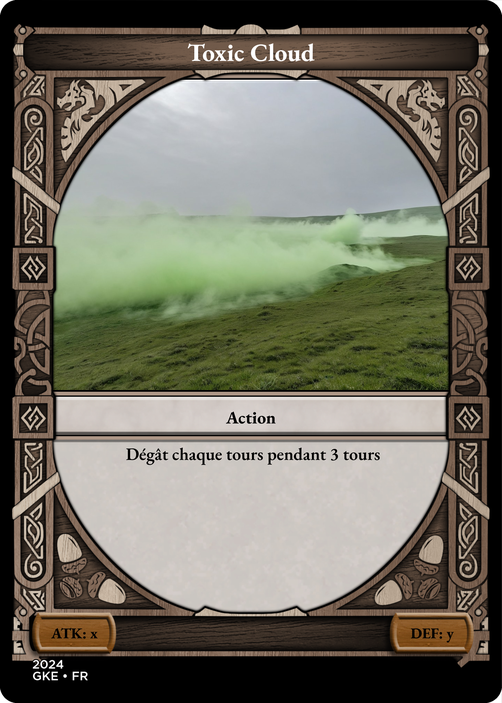 Toxic Cloud
Action
Dégât chaque tours pendant 3 tours
ATK: x
DEF: y
2024
GKE • FR